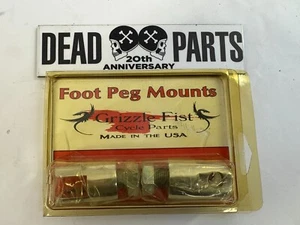 DEAD PARTS
20th
ANNIVERSARY
Foot Peg Mounts
Grizzle Fist
Cycle Parts
MADE IN THE USA